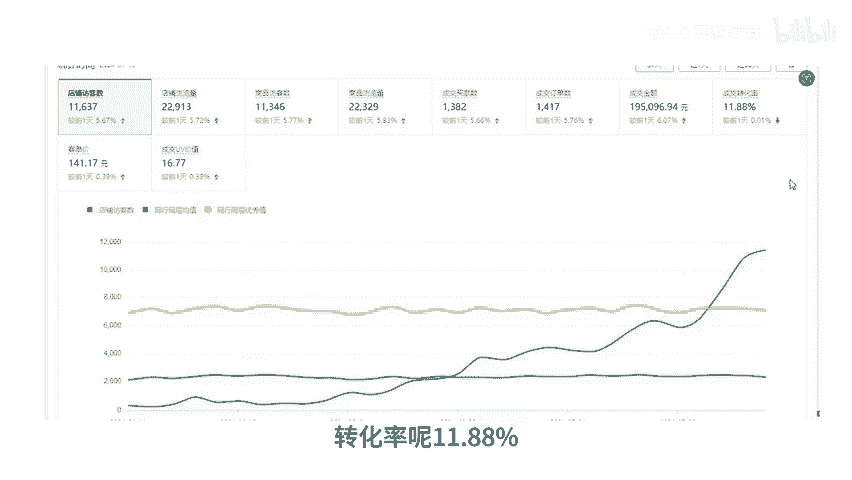 bilibili
店铺访客数 店铺浏览量 商品访客数 商品浏览量 成交买家数 成交订单数 成交金额 成交转化率
11,637 22,913 11,346 22,329 1,382 1,417 195,096.94 元 11.88%
较前1天 5.67% 较前1天 5.72% 较前1天 5.77% 较前1天 5.83% 较前1天 5.66% 较前1天 5.76% 较前1天 6.07% 较前1天 0.01%
客单价 成交UV价值
141.17 元 16.77
较前1天 0.39% 较前1天 0.39%
店铺访客数 同行同层均值 同行同层优秀值
12,000
10,000
8,000
6,000
4,000
2,000
0
转化率呢11.88%